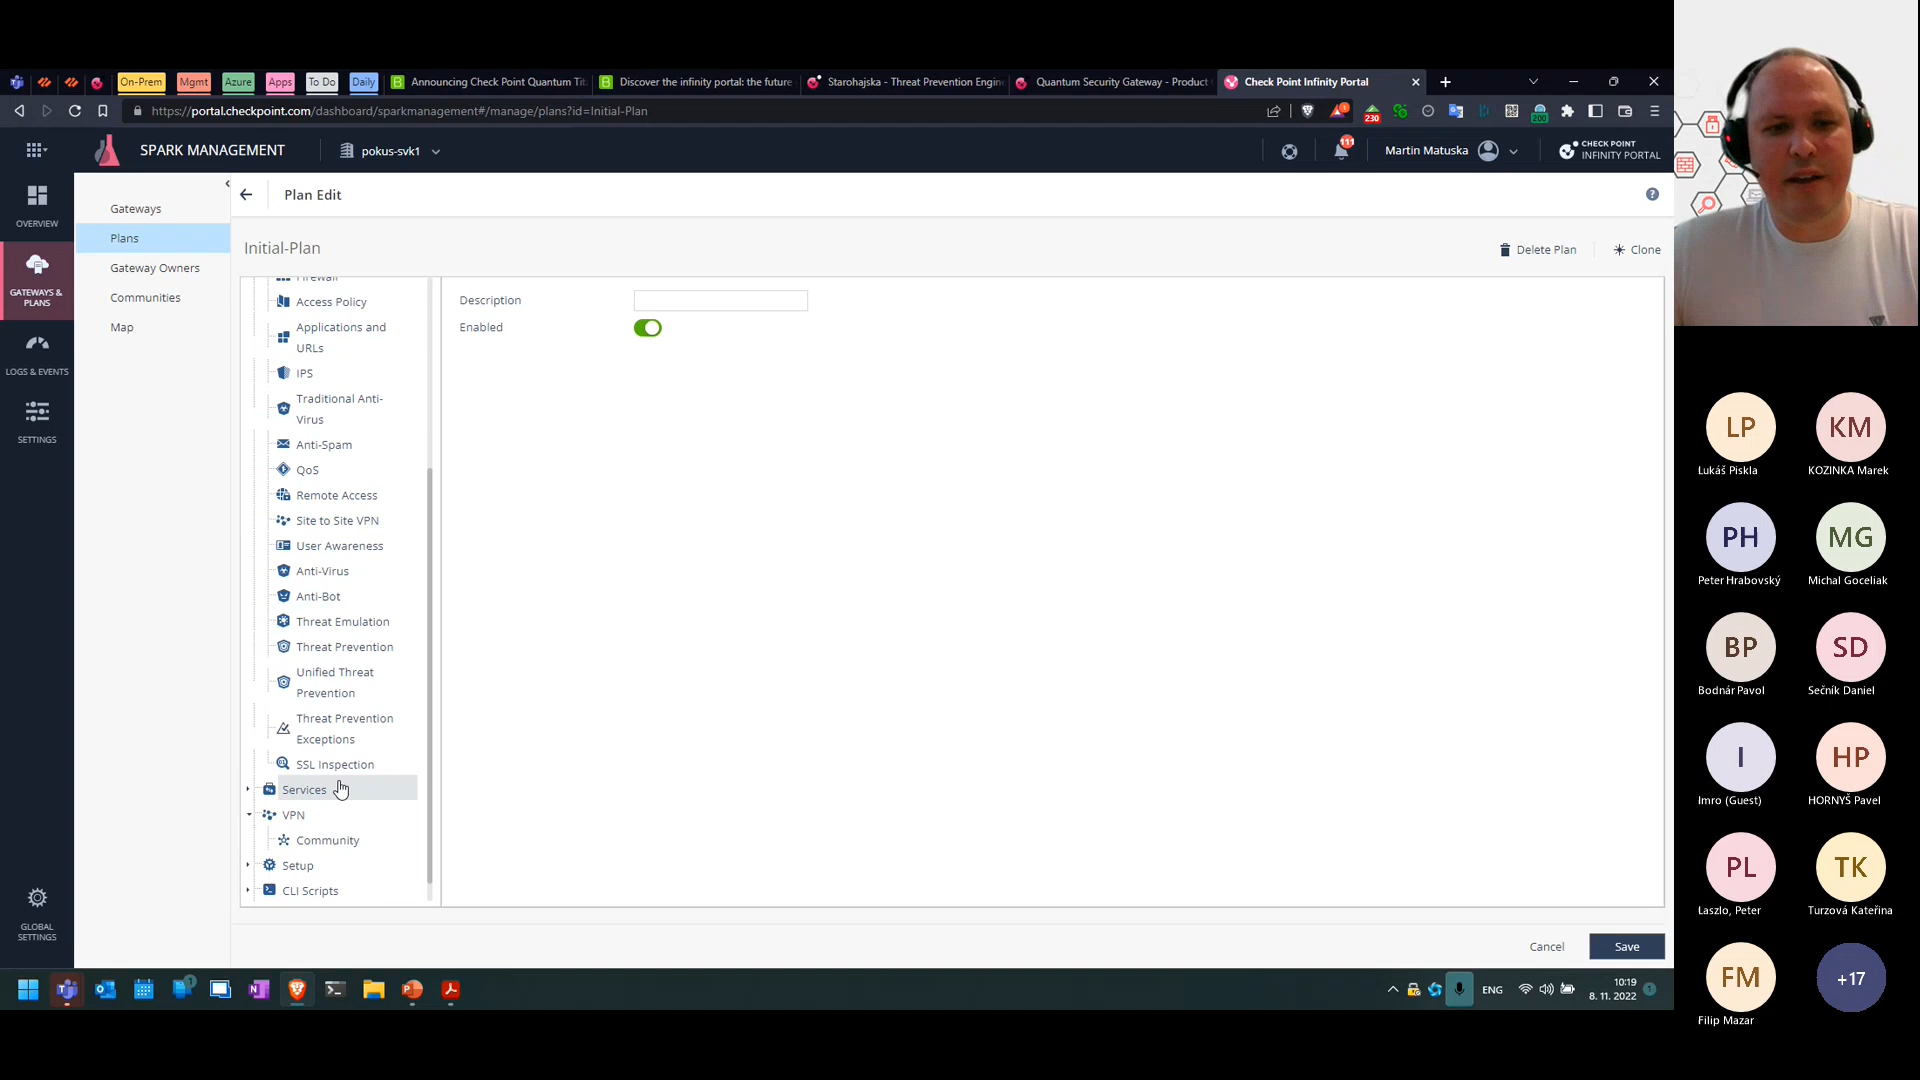 On-Prem
Mgmt
Azure
Apps
To Do
Daily
Announcing Check Point Quantum Tit
Discover the infinity portal: the future
Starohajska - Threat Prevention Engin
Quantum Security Gateway - Product
Check Point Infinity Portal
https://portal.checkpoint.com/dashboard/sparkmanagement#/manage/plans?id=Initial-Plan
230
200
SPARK MANAGEMENT
pokus-svk1
111
Martin Matuska
CHECK POINT
INFINITY PORTAL
OVERVIEW
GATEWAYS &
PLANS
LOGS & EVENTS
SETTINGS
GLOBAL
SETTINGS
Gateways
Plans
Gateway Owners
Communities
Map
Plan Edit
Initial-Plan
Delete Plan
Clone
Firewall
Access Policy
Applications and
URLs
IPS
Traditional Anti-
Virus
Anti-Spam
QoS
Remote Access
Site to Site VPN
User Awareness
Anti-Virus
Anti-Bot
Threat Emulation
Threat Prevention
Unified Threat
Prevention
Threat Prevention
Exceptions
SSL Inspection
Services
VPN
Community
Setup
CLI Scripts
Description
Enabled
Cancel
Save
ENG
10:19
8. 11. 2022
1
LP
Lukáš Piskla
KM
KOZINKA Marek
PH
Peter Hrabovský
MG
Michal Goceliak
BP
Bodnár Pavol
SD
Sečník Daniel
I
Imro (Guest)
HP
HORNYŠ Pavel
PL
Laszlo, Peter
TK
Turzová Kateřina
FM
Filip Mazar
+17